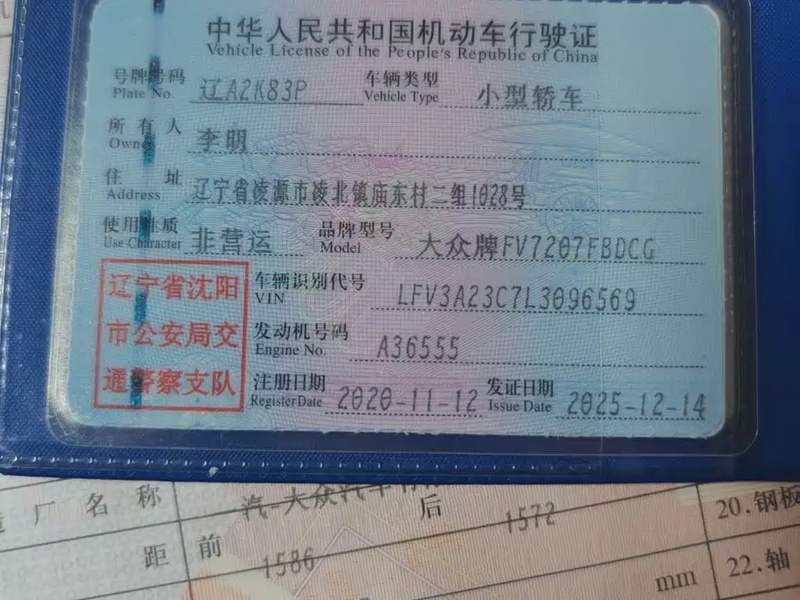 中华人民共和国机动车行驶证
Vehicle License of the People's Republic of China
号牌号码 辽A2K83P 车辆类型 小型轿车
Plate No. Vehicle Type
所有人 李明
Owner
住址 辽宁省凌源市凌北镇庙东村二组1028号
Address
使用性质 非营运 品牌型号 大众牌FV7207FBDCG
Use Character Model
辽宁省沈阳
市公安局交
通警察支队
车辆识别代号 LFV3A23C7L3096569
VIN
发动机号码 A36555
Engine No.
注册日期 2020-11-12 发证日期 2025-12-14
Register Date Issue Date
厂名称 汽-大众汽车有 20.钢板
距 前 1586 后 1572
mm 22.轴